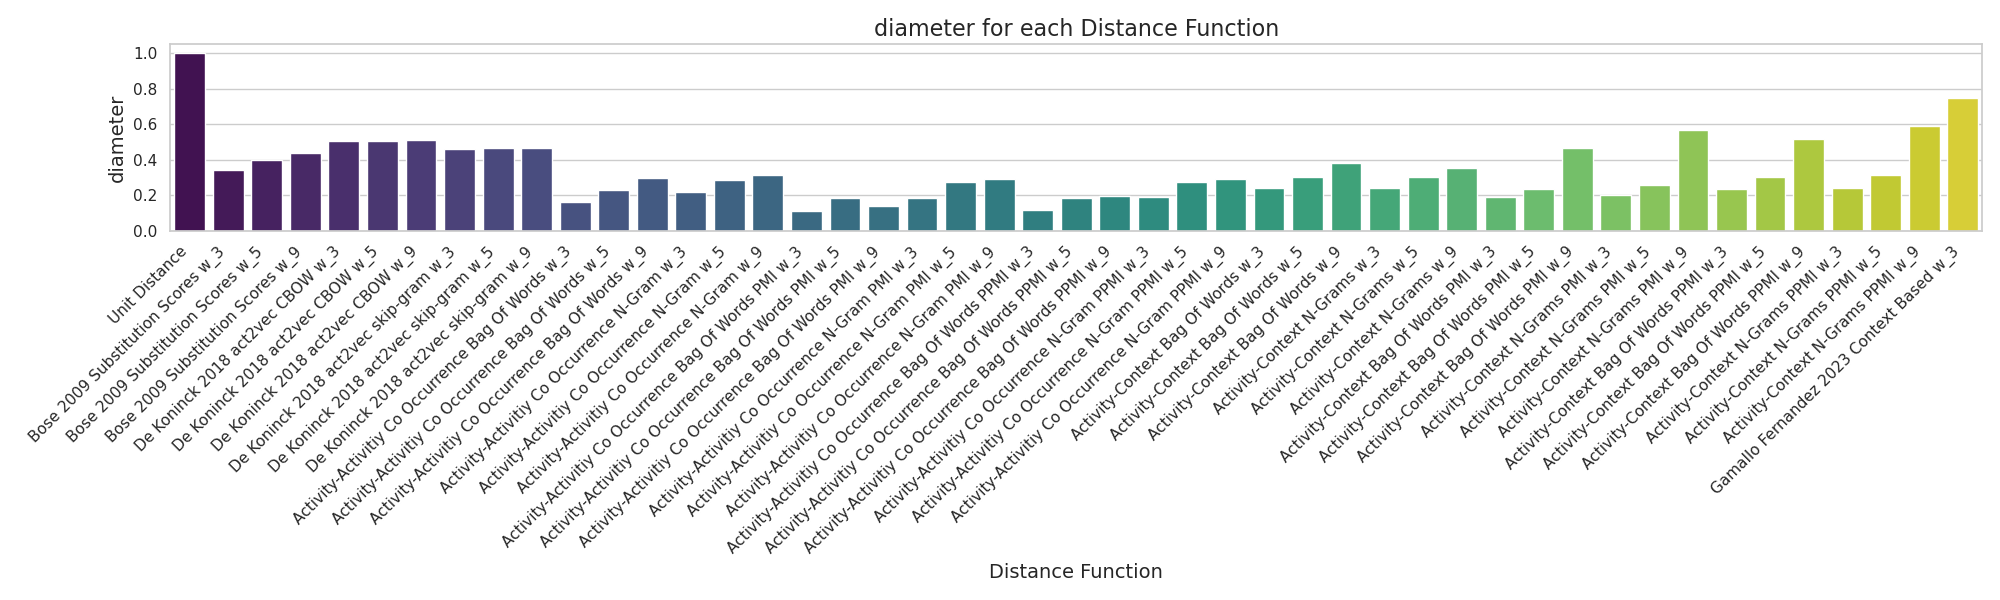 diameter for each Distance Function
diameter
1.0
0.8
0.6
0.4
0.2
0.0
Unit Distance
Bose 2009 Substitution Scores w_3
Bose 2009 Substitution Scores w_5
Bose 2009 Substitution Scores w_9
De Koninck 2018 act2vec CBOW w_3
De Koninck 2018 act2vec CBOW w_5
De Koninck 2018 act2vec CBOW w_9
De Koninck 2018 act2vec skip-gram w_3
De Koninck 2018 act2vec skip-gram w_5
De Koninck 2018 act2vec skip-gram w_9
Activity-Activitiy Co Occurrence Bag Of Words w_3
Activity-Activitiy Co Occurrence Bag Of Words w_5
Activity-Activitiy Co Occurrence Bag Of Words w_9
Activity-Activitiy Co Occurrence N-Gram w_3
Activity-Activitiy Co Occurrence N-Gram w_5
Activity-Activitiy Co Occurrence N-Gram w_9
Activity-Activitiy Co Occurrence Bag Of Words PMI w_3
Activity-Activitiy Co Occurrence Bag Of Words PMI w_5
Activity-Activitiy Co Occurrence Bag Of Words PMI w_9
Activity-Activitiy Co Occurrence N-Gram PMI w_3
Activity-Activitiy Co Occurrence N-Gram PMI w_5
Activity-Activitiy Co Occurrence N-Gram PMI w_9
Activity-Activitiy Co Occurrence Bag Of Words PPMI w_3
Activity-Activitiy Co Occurrence Bag Of Words PPMI w_5
Activity-Activitiy Co Occurrence Bag Of Words PPMI w_9
Activity-Activitiy Co Occurrence N-Gram PPMI w_3
Activity-Activitiy Co Occurrence N-Gram PPMI w_5
Activity-Activitiy Co Occurrence N-Gram PPMI w_9
Activity-Context Bag Of Words w_3
Activity-Context Bag Of Words w_5
Activity-Context Bag Of Words w_9
Activity-Context N-Grams w_3
Activity-Context N-Grams w_5
Activity-Context N-Grams w_9
Activity-Context Bag Of Words PMI w_3
Activity-Context Bag Of Words PMI w_5
Activity-Context Bag Of Words PMI w_9
Activity-Context N-Grams PMI w_3
Activity-Context N-Grams PMI w_5
Activity-Context N-Grams PMI w_9
Activity-Context Bag Of Words PPMI w_3
Activity-Context Bag Of Words PPMI w_5
Activity-Context Bag Of Words PPMI w_9
Activity-Context N-Grams PPMI w_3
Activity-Context N-Grams PPMI w_5
Activity-Context N-Grams PPMI w_9
Gamallo Fernandez 2023 Context Based w_3
Distance Function